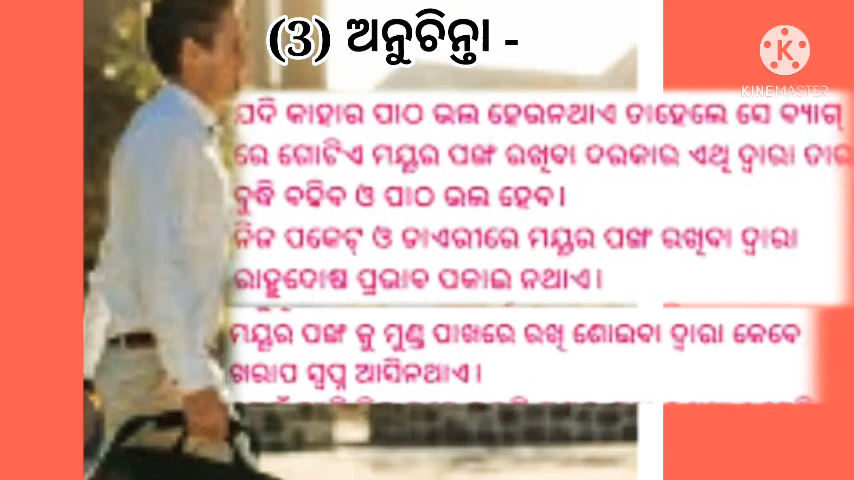 (3) ଅନୁଚିନ୍ତା -
KINEMASTER
ଯଦି କାହାର ପାଠ ଭଲ ହେଉନଥାଏ ତାହେଲେ ସେ ବ୍ୟାଗ୍
ରେ ଗୋଟିଏ ମୟୂର ପଙ୍ଖ ରଖିବା ଦରକାର ଏଥି ଦ୍ୱାରା ତାର
ବୁଦ୍ଧି ବଢିବ ଓ ପାଠ ଭଲ ହେବ।
ନିଜ ପକେଟ୍ ଓ ଡାଏରୀରେ ମୟୂର ପଙ୍ଖ ରଖିବା ଦ୍ୱାରା
ରାହୁଦୋଷ ପ୍ରଭାବ ପକାଇ ନଥାଏ।
ମୟୂର ପଙ୍ଖ କୁ ମୁଣ୍ଡ ପାଖରେ ରଖି ଶୋଇବା ଦ୍ୱାରା କେବେ
ଖରାପ ସ୍ୱପ୍ନ ଆସିନଥାଏ।